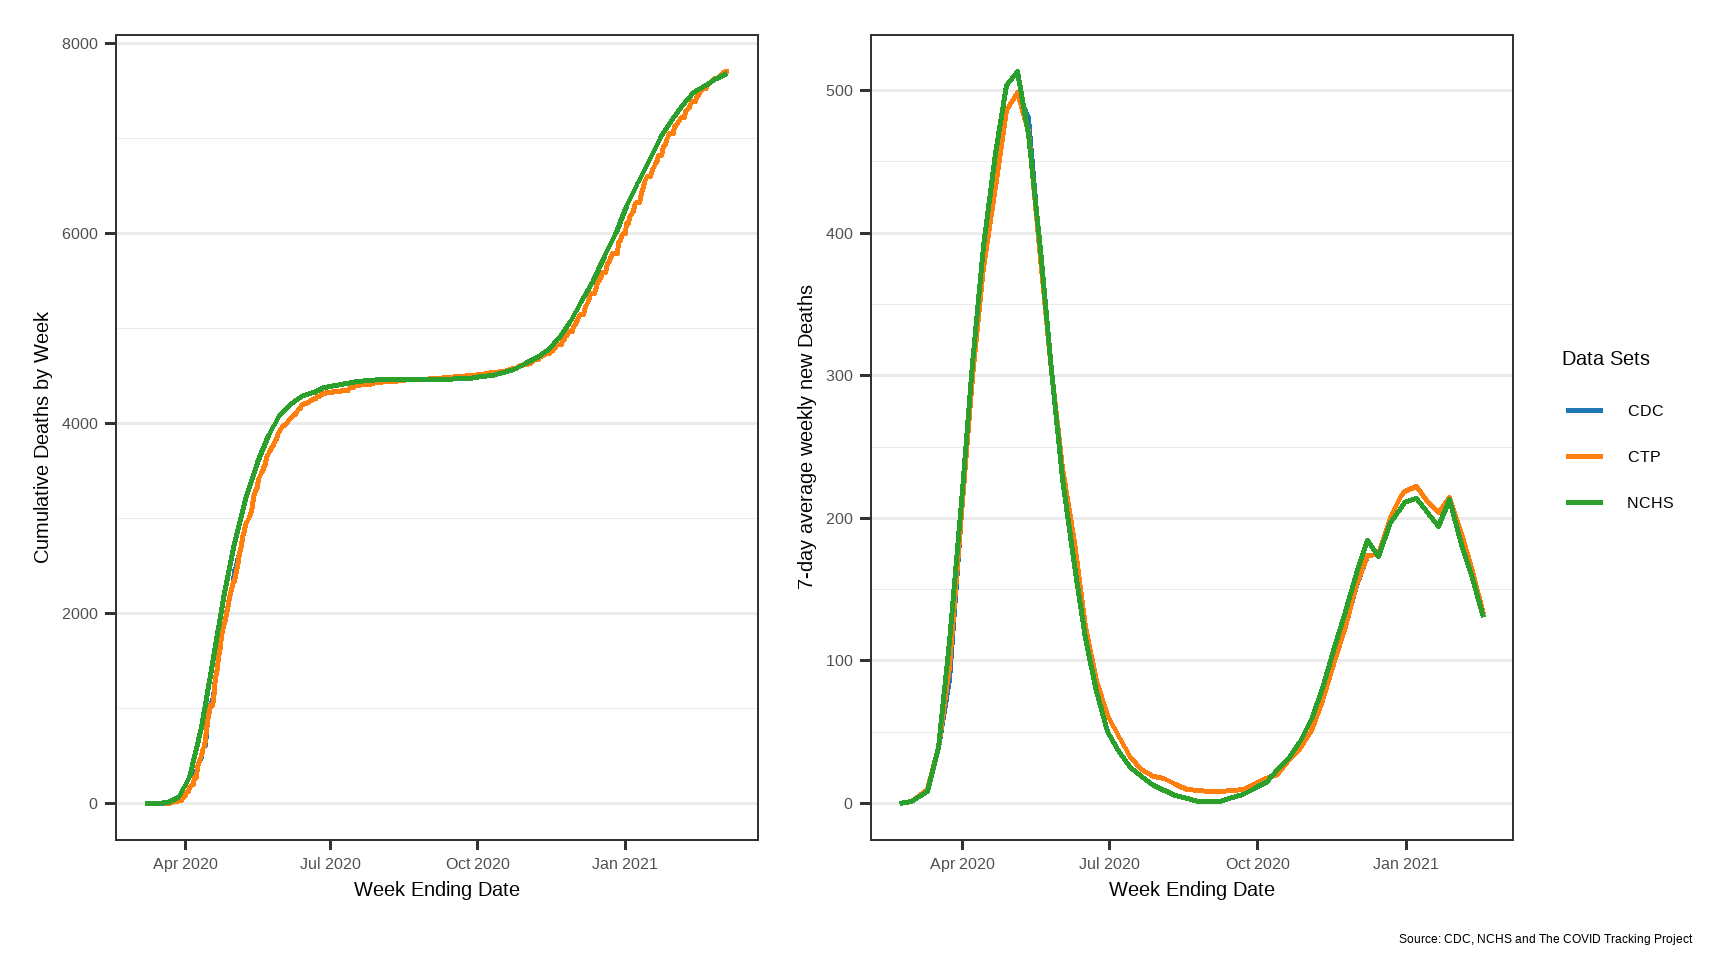 Cumulative Deaths by Week
8000
6000
4000
2000
0
Apr 2020 Jul 2020 Oct 2020 Jan 2021
Week Ending Date
7-day average weekly new Deaths
500
400
300
200
100
0
Apr 2020 Jul 2020 Oct 2020 Jan 2021
Week Ending Date
Data Sets
CDC
CTP
NCHS
Source: CDC, NCHS and The COVID Tracking Project